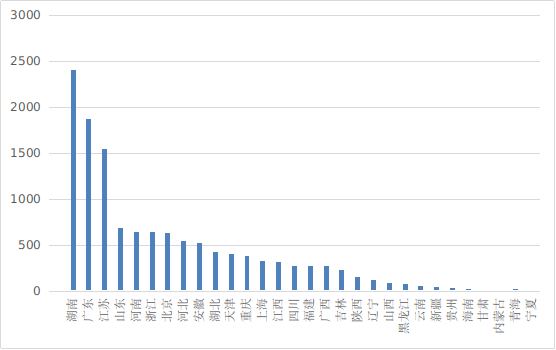 3000
2500
2000
1500
1000
500
0
湖南
广东
江苏
山东
河南
浙江
北京
河北
安徽
湖北
天津
重庆
上海
江西
四川
福建
广西
吉林
陕西
辽宁
山西
黑龙江
云南
新疆
贵州
海南
甘肃
内蒙古
青海
宁夏